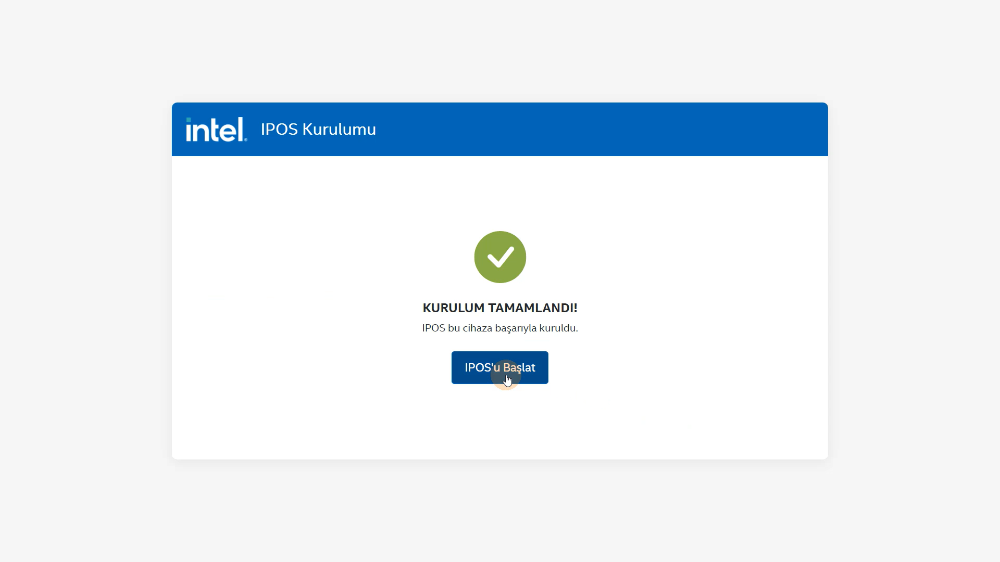 intel® IPOS Kurulumu
KURULUM TAMAMLANDI!
IPOS bu cihaza başarıyla kuruldu.
IPOS'u Başlat